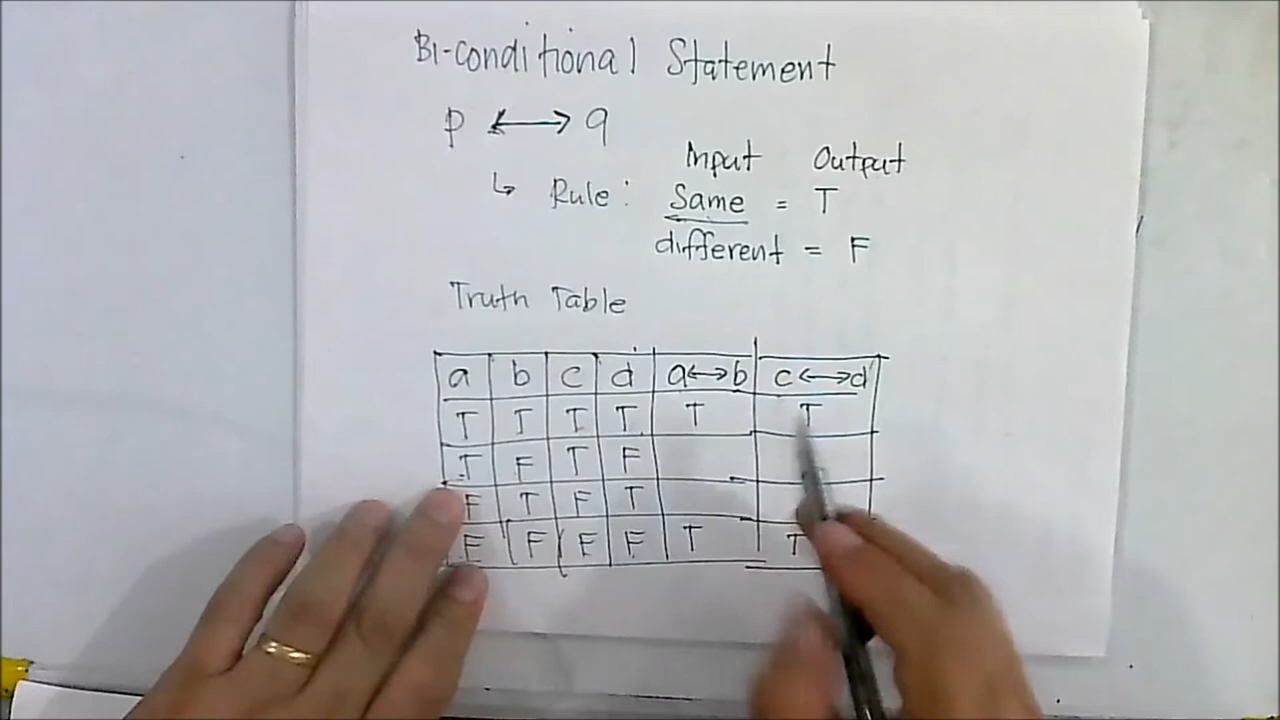 Bi-conditional Statement
p ⟷ q
Input Output
↳ Rule : Same = T
different = F
Truth Table
a b c d a⟷b c⟷d
T T T T T T
T F T F
F T F T
F F F F T T